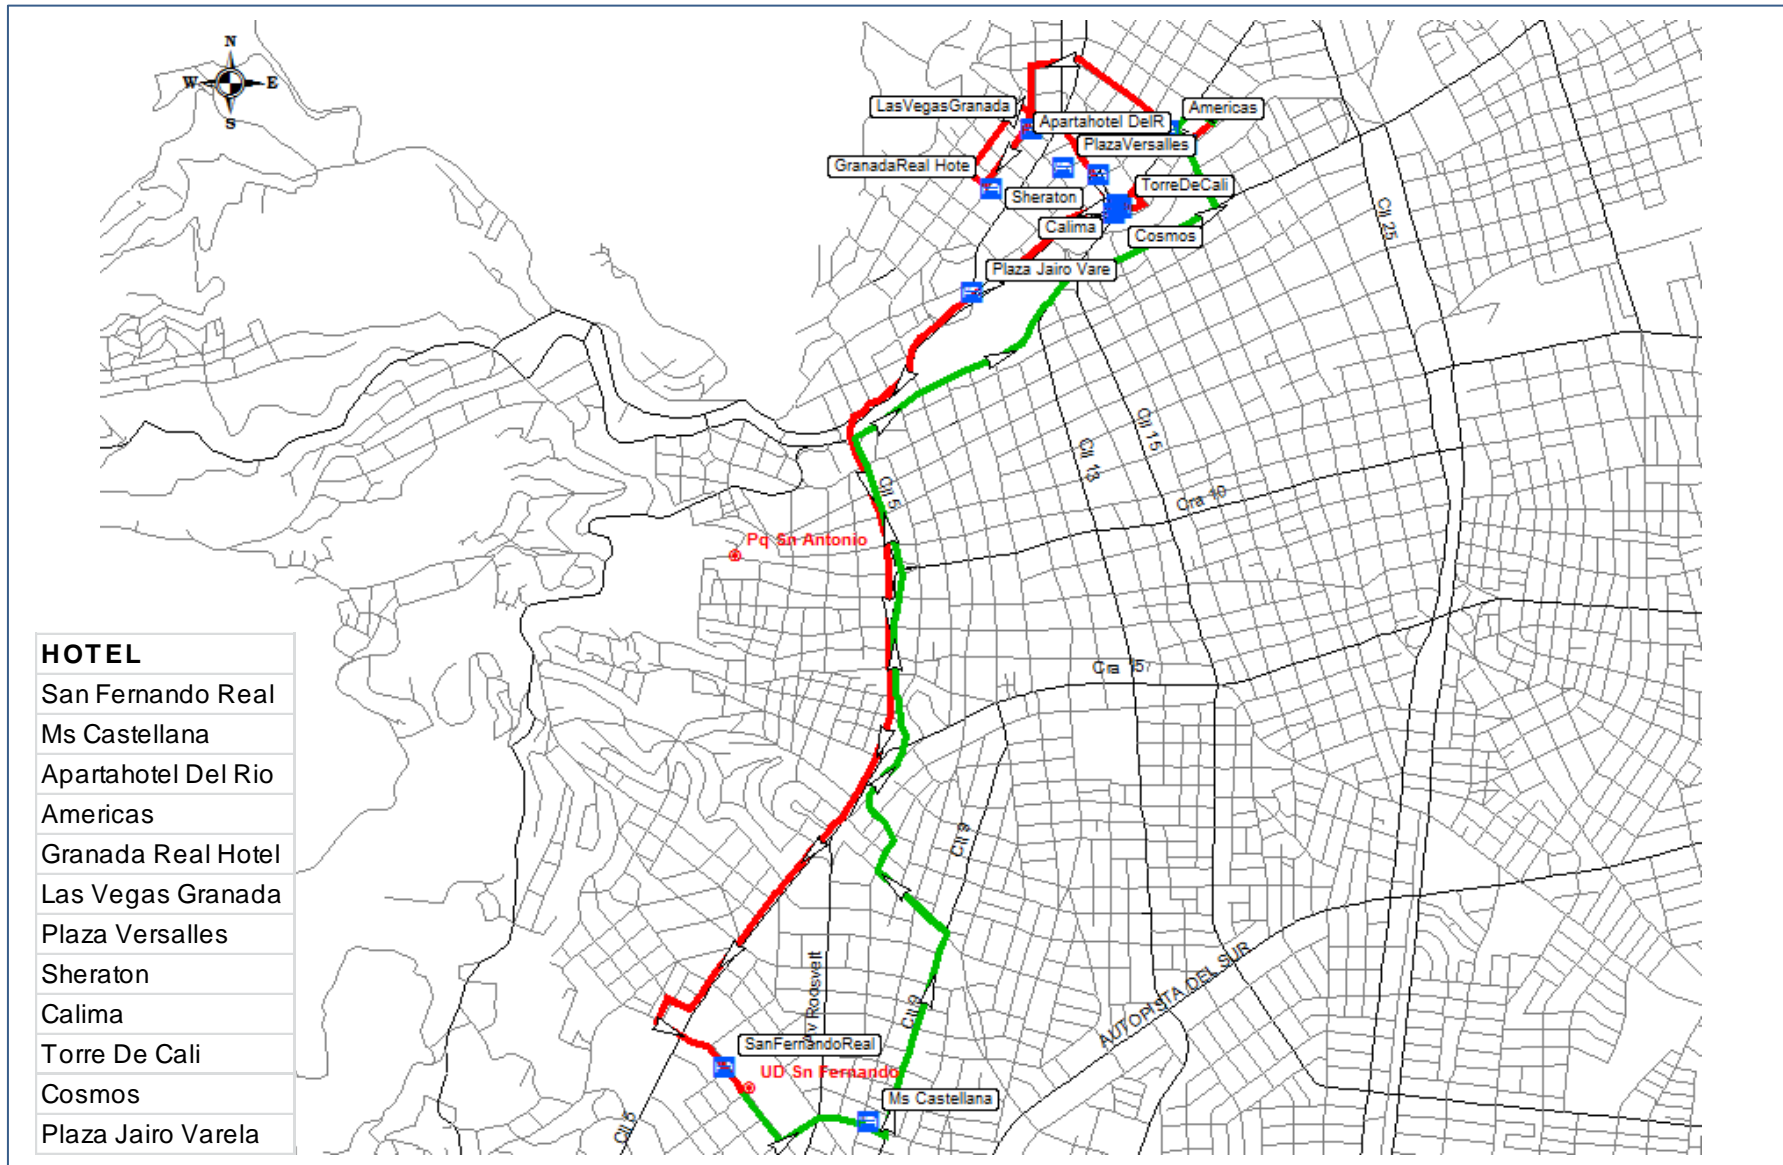 N
W E
S
LasVegasGranada
Americas
Apartahotel DelR
PlazaVersalles
GranadaReal Hote
TorreDeCali
Sheraton
Calima
Cosmos
Plaza Jairo Vare
Cll 25
Cll 15
Cll 13
Cra 10
Cll 5
Pq Sn Antonio
Cra 15
Cll 9
Av Roosvelt
Cll 9
AUTOPISTA DEL SUR
SanFernandoReal
UD Sn Fernando
Ms Castellana
Cll 5
HOTEL
San Fernando Real
Ms Castellana
Apartahotel Del Rio
Americas
Granada Real Hotel
Las Vegas Granada
Plaza Versalles
Sheraton
Calima
Torre De Cali
Cosmos
Plaza Jairo Varela